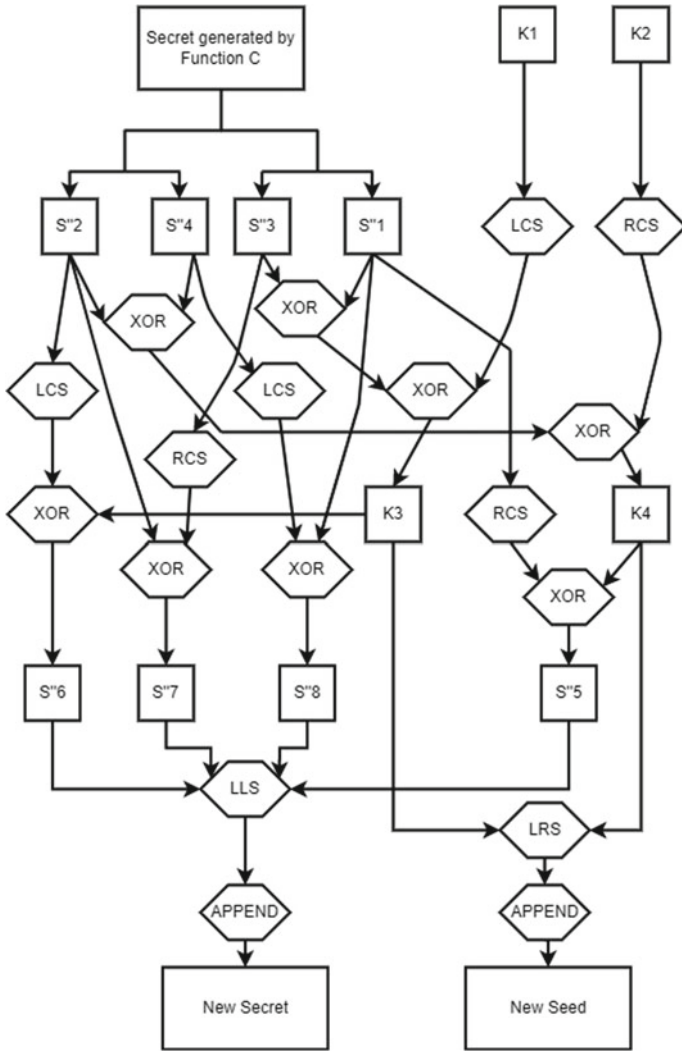 Secret generated by
Function C
K1
K2
S"2
S"4
S"3
S"1
LCS
RCS
XOR
XOR
LCS
LCS
XOR
XOR
RCS
XOR
K3
RCS
K4
XOR
XOR
XOR
S"6
S"7
S"8
S"5
LLS
LRS
APPEND
APPEND
New Secret
New Seed